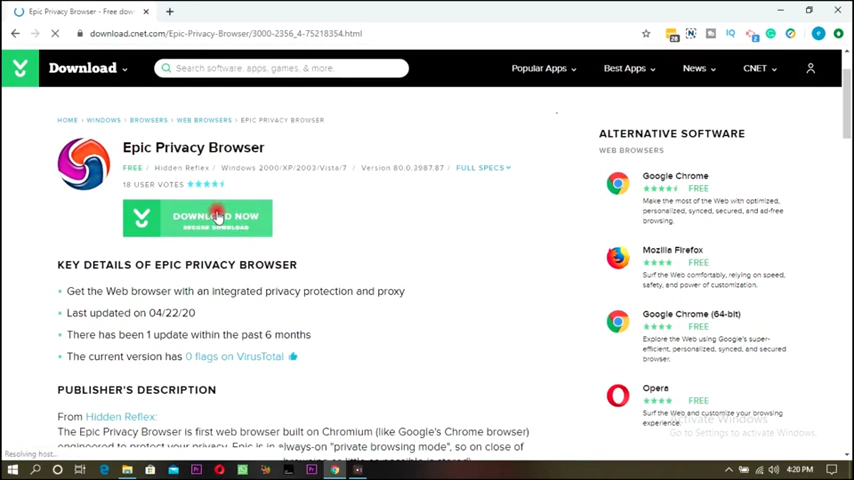 Epic Privacy Browser - Free dow
download.cnet.com/Epic-Privacy-Browser/3000-2356_4-75218354.html
Download
Search software, apps, games, & more.
Popular Apps
Best Apps
News
CNET
HOME WINDOWS BROWSERS WEB BROWSERS EPIC PRIVACY BROWSER
Epic Privacy Browser
FREE / Hidden Reflex / Windows 2000/XP/2003/Vista/7 / Version 80.0.3987.87 / FULL SPECS
18 USER VOTES
DOWNLOAD NOW
SECURE DOWNLOAD
KEY DETAILS OF EPIC PRIVACY BROWSER
Get the Web browser with an integrated privacy protection and proxy
Last updated on 04/22/20
There has been 1 update within the past 6 months
The current version has 0 flags on VirusTotal
PUBLISHER'S DESCRIPTION
From Hidden Reflex:
The Epic Privacy Browser is first web browser built on Chromium (like Google's Chrome browser)
engineered to protect your privacy. Epic is in always-on "private browsing mode", so on close of
ALTERNATIVE SOFTWARE
WEB BROWSERS
Google Chrome
FREE
Make the most of the Web with optimized,
personalized, synced, secured, and ad-free
browsing.
Mozilla Firefox
FREE
Surf the Web comfortably, relying on speed,
safety, and power of customization.
Google Chrome (64-bit)
FREE
Explore the Web using Google's super-
efficient, personalized, synced, and secured
browser.
Opera
FREE
Surf the Web and customize your browsing
experience.
Activate Windows
Go to Settings to activate Windows.
Resolving host...
4:20 PM